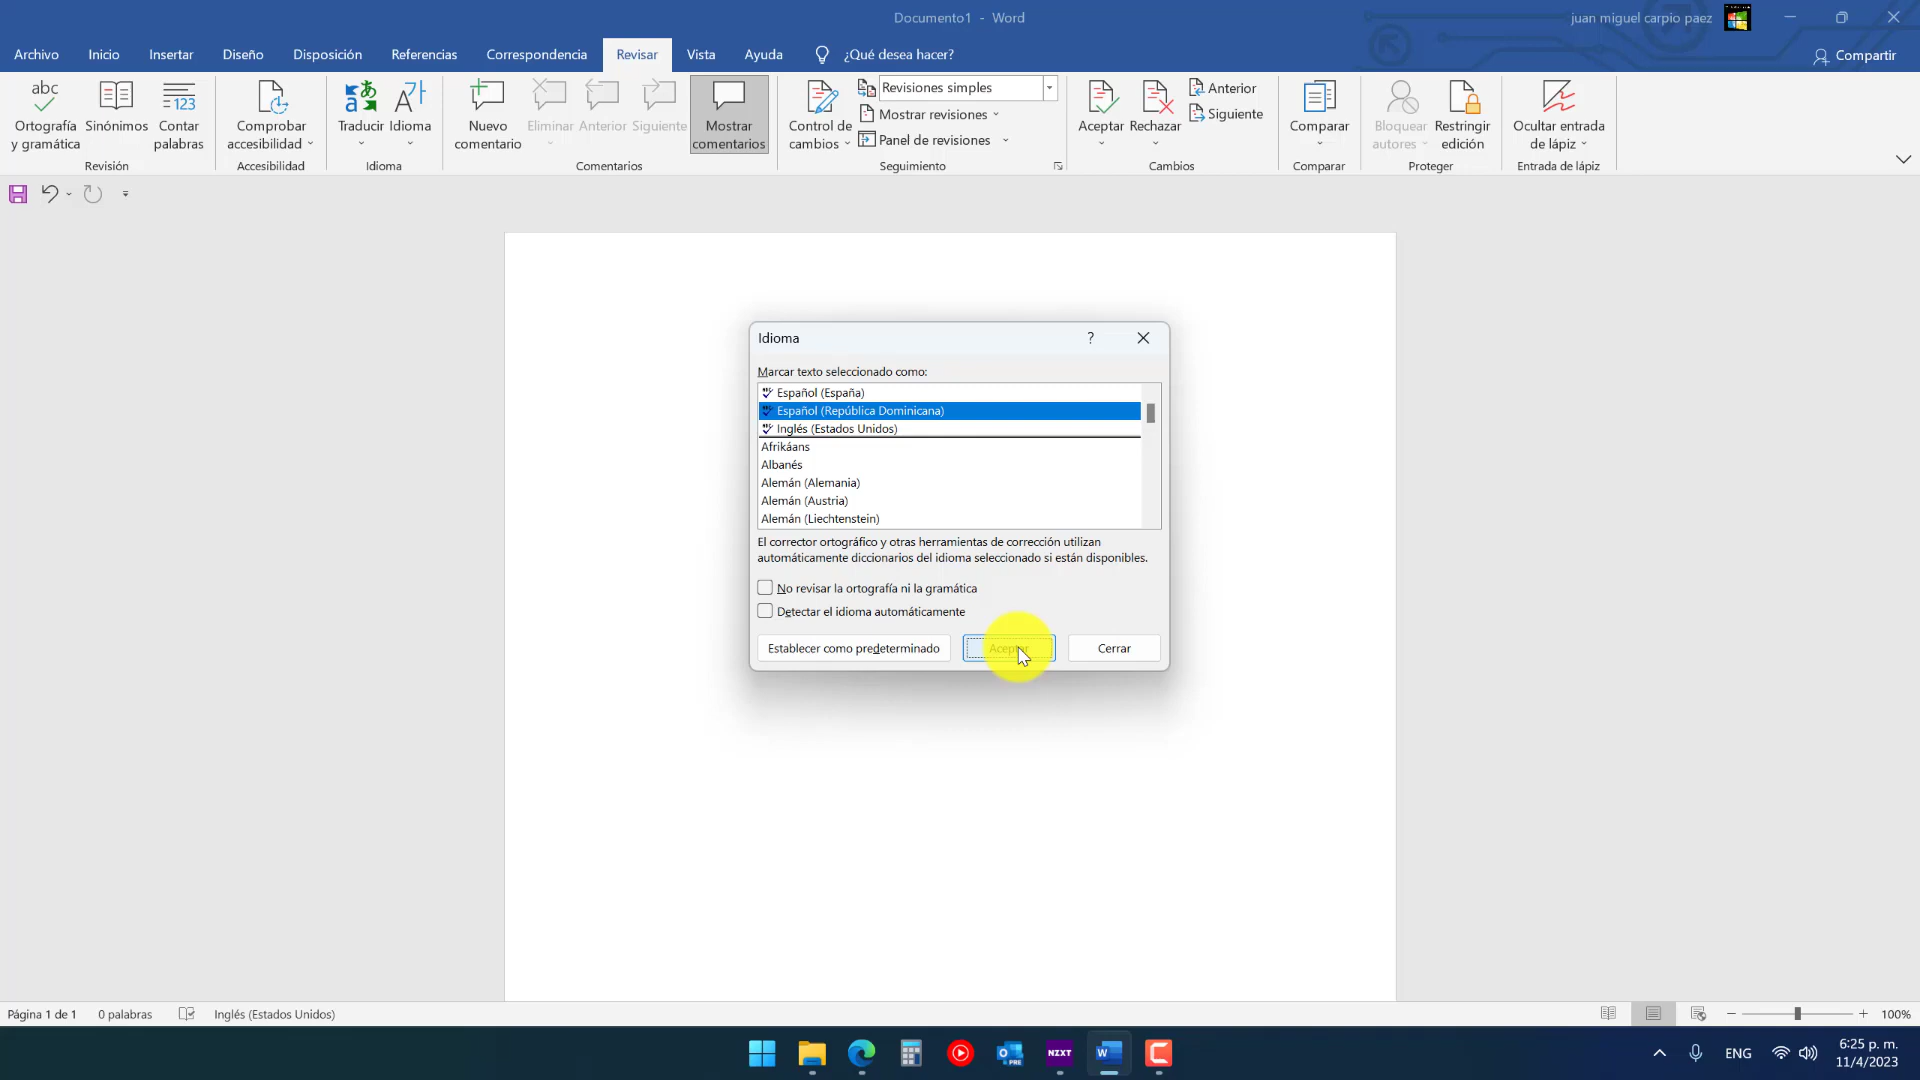 Documento1 - Word
juan miguel carpio paez
Archivo
Inicio
Insertar
Diseño
Disposición
Referencias
Correspondencia
Revisar
Vista
Ayuda
¿Qué desea hacer?
Compartir
abc
Ortografía
y gramática
Sinónimos
123
Contar
palabras
Revisión
Comprobar
accesibilidad
Accesibilidad
Traducir
Idioma
Idioma
Nuevo
comentario
Eliminar
Anterior
Siguiente
Mostrar
comentarios
Comentarios
Control de
cambios
Revisiones simples
Mostrar revisiones
Panel de revisiones
Seguimiento
Aceptar
Rechazar
Anterior
Siguiente
Cambios
Comparar
Comparar
Bloquear
autores
Restringir
edición
Proteger
Ocultar entrada
de lápiz
Entrada de lápiz
Idioma
?
Marcar texto seleccionado como:
Español (España)
Español (República Dominicana)
Inglés (Estados Unidos)
Afrikáans
Albanés
Alemán (Alemania)
Alemán (Austria)
Alemán (Liechtenstein)
El corrector ortográfico y otras herramientas de corrección utilizan
automáticamente diccionarios del idioma seleccionado si están disponibles.
No revisar la ortografía ni la gramática
Detectar el idioma automáticamente
Establecer como predeterminado
Aceptar
Cerrar
Página 1 de 1
0 palabras
Inglés (Estados Unidos)
100%
PRE
NZXT
W
ENG
6:25 p. m.
11/4/2023